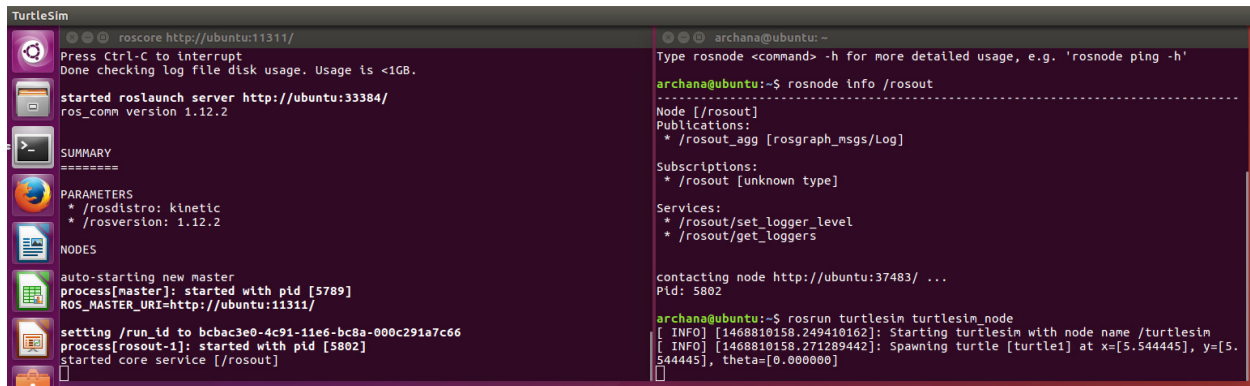 TurtleSim
roscore http://ubuntu:11311/
Press Ctrl-C to interrupt
Done checking log file disk usage. Usage is <1GB.
started roslaunch server http://ubuntu:33384/
ros_comm version 1.12.2
SUMMARY
========
PARAMETERS
* /rosdistro: kinetic
* /rosversion: 1.12.2
NODES
auto-starting new master
process[master]: started with pid [5789]
ROS_MASTER_URI=http://ubuntu:11311/
setting /run_id to bcbac3e0-4c91-11e6-bc8a-000c291a7c66
process[rosout-1]: started with pid [5802]
started core service [/rosout]
archana@ubuntu: ~
Type rosnode <command> -h for more detailed usage, e.g. 'rosnode ping -h'
archana@ubuntu:~$ rosnode info /rosout
--------------------------------------------------------------------------------
Node [/rosout]
Publications:
* /rosout_agg [rosgraph_msgs/Log]
Subscriptions:
* /rosout [unknown type]
Services:
* /rosout/set_logger_level
* /rosout/get_loggers
contacting node http://ubuntu:37483/ ...
Pid: 5802
archana@ubuntu:~$ rosrun turtlesim turtlesim_node
[ INFO] [1468810158.249410162]: Starting turtlesim with node name /turtlesim
[ INFO] [1468810158.271289442]: Spawning turtle [turtle1] at x=[5.544445], y=[5.
544445], theta=[0.000000]